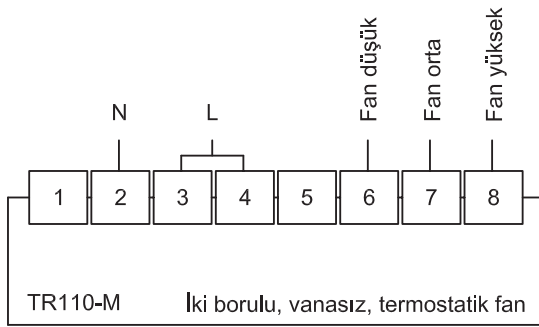 Fan düşük
Fan orta
Fan yüksek
N
L
1 2 3 4 5 6 7 8
TR110-M
İki borulu, vanasız, termostatik fan